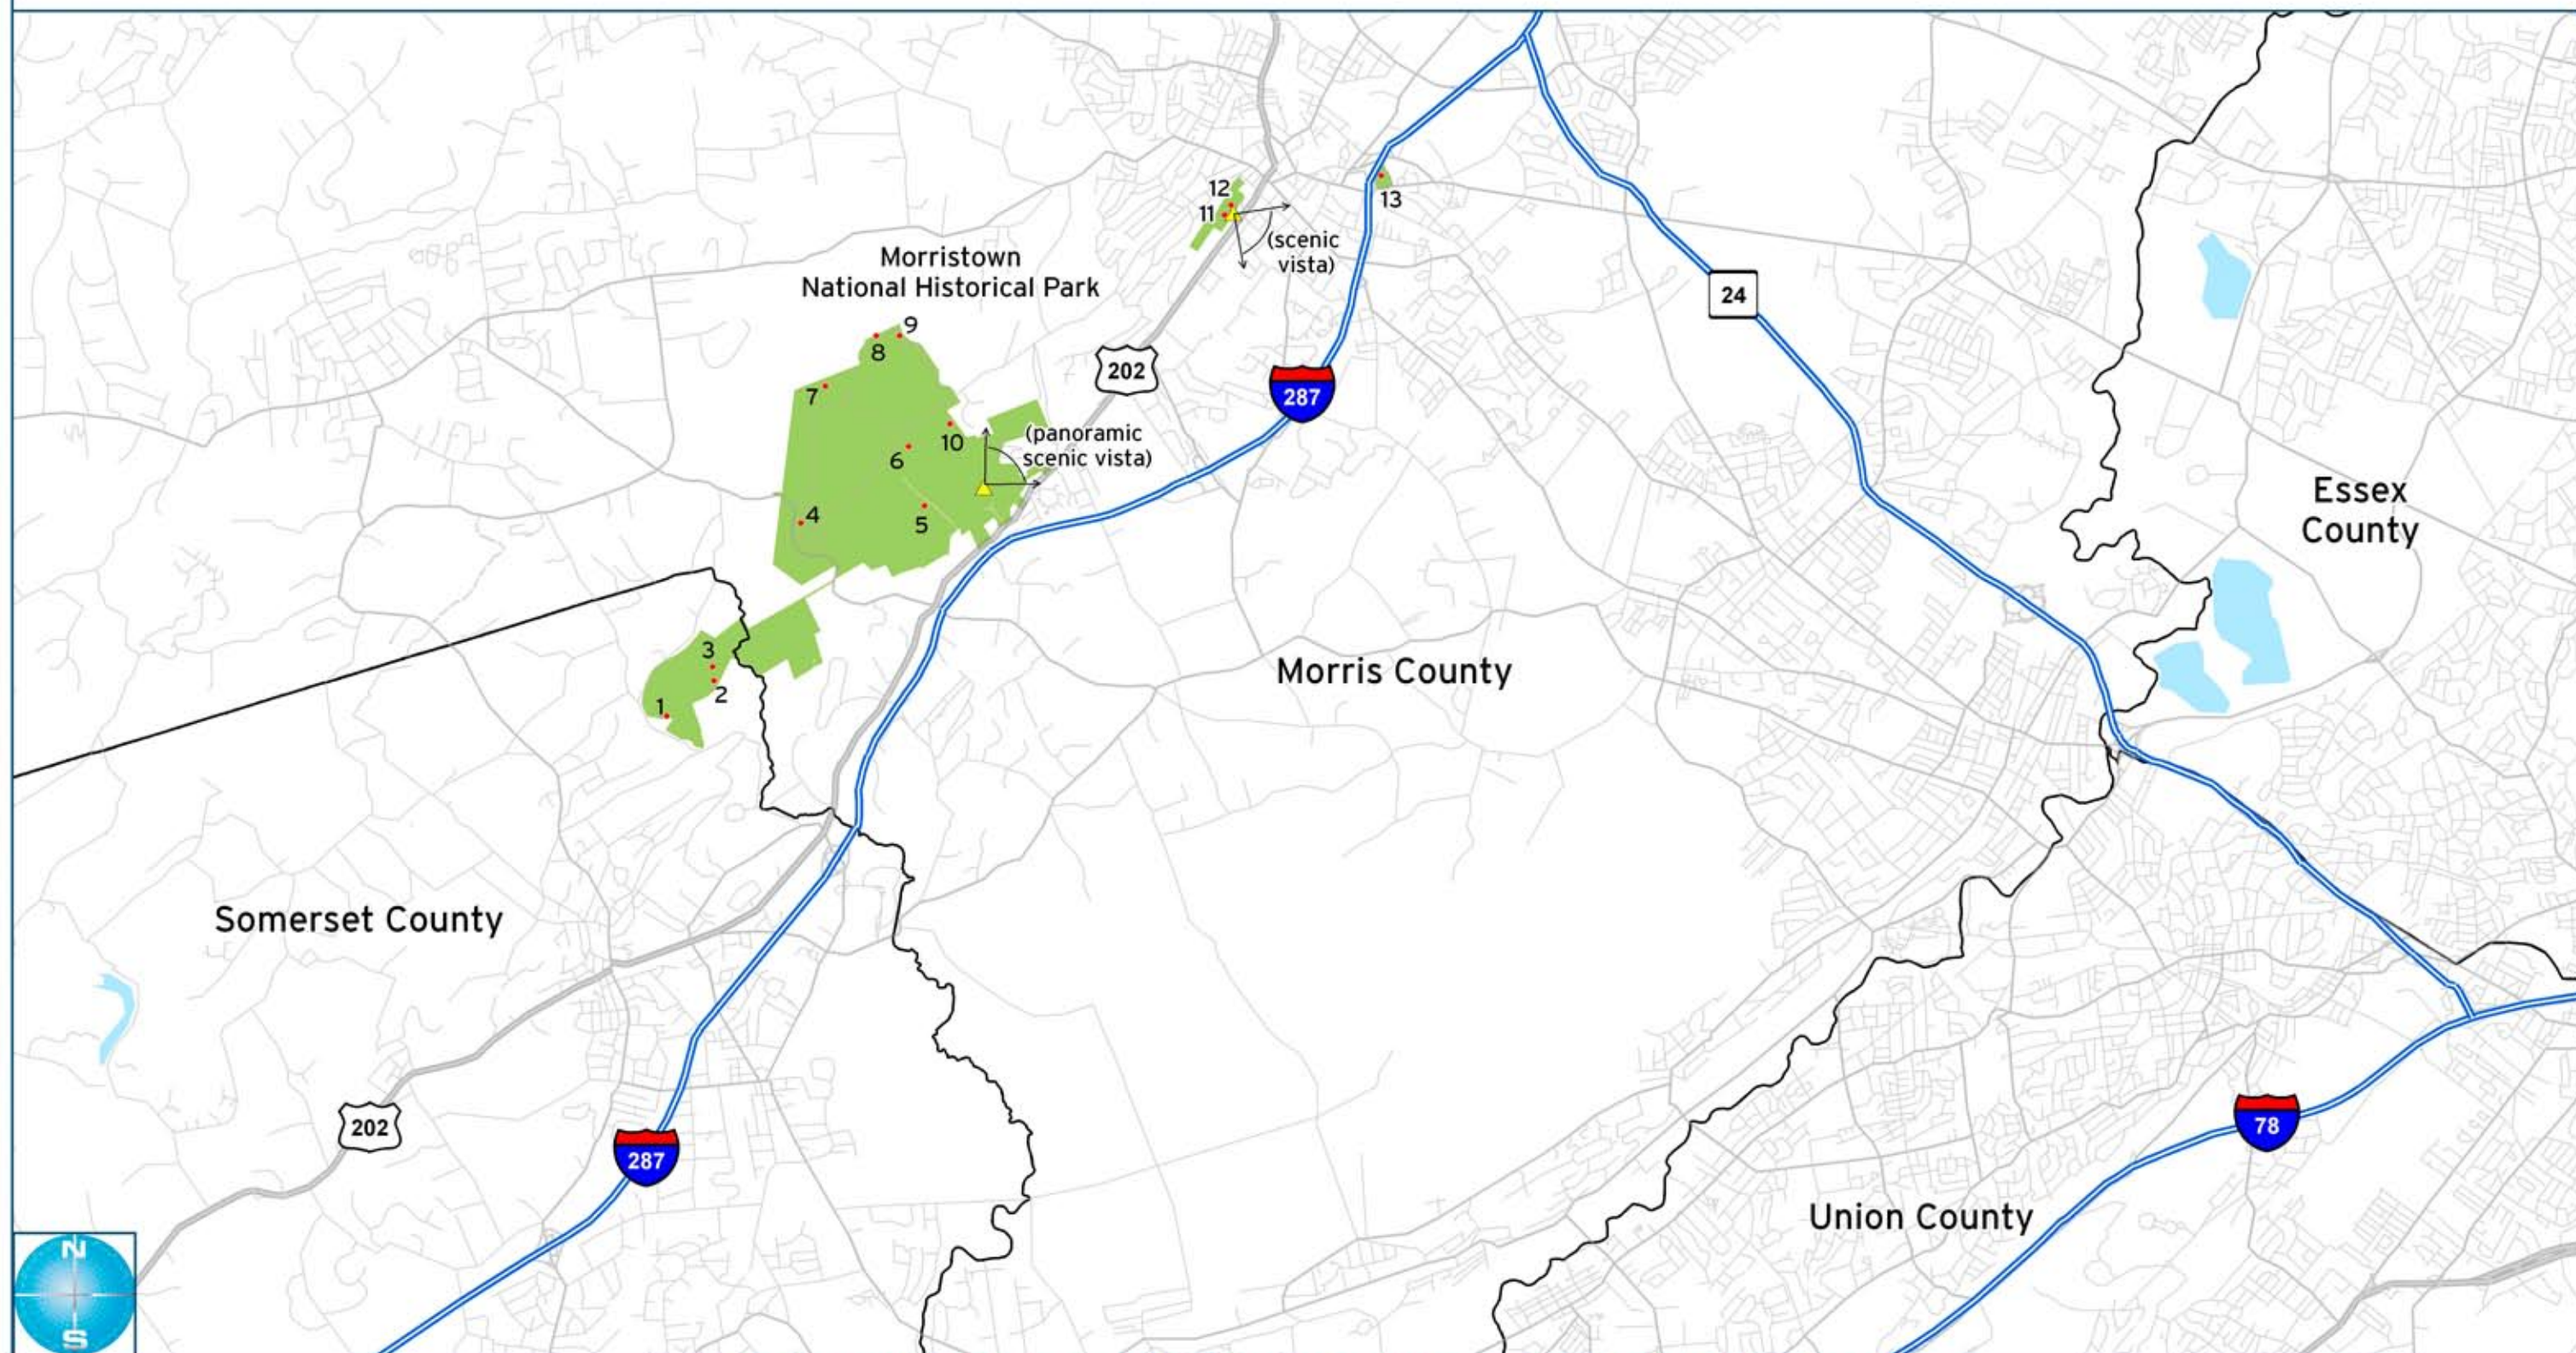 12
11
13
(scenic
vista)
Morristown
National Historical Park
24
9
8
202
287
7
(panoramic
scenic vista)
10
6
Essex
County
4
5
3
Morris County
2
1
Somerset County
202
78
287
Union County
N
S